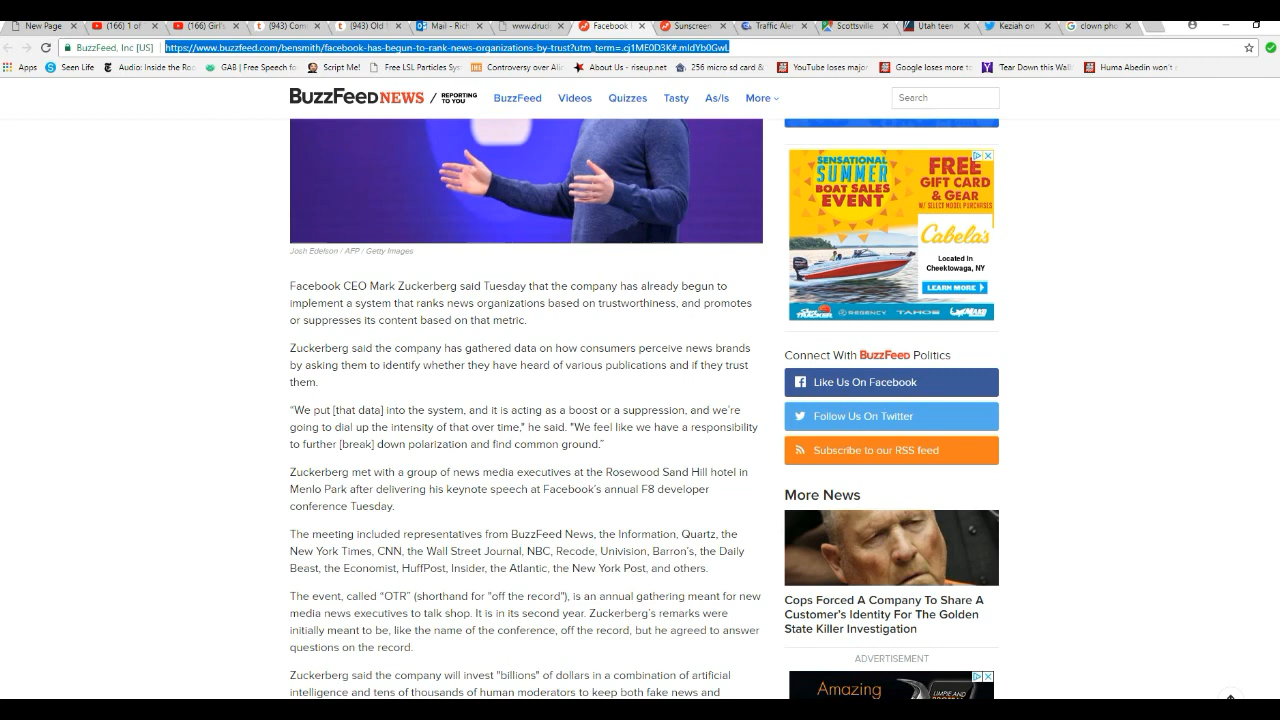 New Page
(166) 1 of
(166) Girl's
(943) Com
(943) Old
Mail - Rich
www.drud
Facebook
Sunscreen
Traffic Ale
Scottsville
Utah teen
Keziah on
clown pho
BuzzFeed, Inc [US]
https://www.buzzfeed.com/bensmith/facebook-has-begun-to-rank-news-organizations-by-trust?utm_term=.cj1ME0D3K#.mldYb0GwL
Apps
Seen Life
Audio: Inside the Ro
GAB | Free Speech fo
Script Me!
Free LSL Particles Sys
Controversy over Ali
About Us - riseup.net
256 micro sd card &
YouTube loses major
Google loses more t
Tear Down this Wall
Huma Abedin won't
BuzzFeed NEWS / REPORTING TO YOU
BuzzFeed
Videos
Quizzes
Tasty
As/Is
More
Search
Josh Edelson / AFP / Getty Images
Facebook CEO Mark Zuckerberg said Tuesday that the company has already begun to
implement a system that ranks news organizations based on trustworthiness, and promotes
or suppresses its content based on that metric.
Zuckerberg said the company has gathered data on how consumers perceive news brands
by asking them to identify whether they have heard of various publications and if they trust
them.
“We put [that data] into the system, and it is acting as a boost or a suppression, and we’re
going to dial up the intensity of that over time," he said. "We feel like we have a responsibility
to further [break] down polarization and find common ground.”
Zuckerberg met with a group of news media executives at the Rosewood Sand Hill hotel in
Menlo Park after delivering his keynote speech at Facebook’s annual F8 developer
conference Tuesday.
The meeting included representatives from BuzzFeed News, the Information, Quartz, the
New York Times, CNN, the Wall Street Journal, NBC, Recode, Univision, Barron’s, the Daily
Beast, the Economist, HuffPost, Insider, the Atlantic, the New York Post, and others.
The event, called “OTR” (shorthand for "off the record"), is an annual gathering meant for new
media news executives to talk shop. It is in its second year. Zuckerberg’s remarks were
initially meant to be, like the name of the conference, off the record, but he agreed to answer
questions on the record.
Zuckerberg said the company will invest "billions" of dollars in a combination of artificial
intelligence and tens of thousands of human moderators to keep both fake news and
SENSATIONAL
SUMMER
BOAT SALES
EVENT
FREE
GIFT CARD
& GEAR
W/ SELECT MODEL PURCHASES
Cabela's
Located in
Cheektowaga, NY
LEARN MORE
SUN TRACKER
REGENCY
TAHOE
Connect With BuzzFeed Politics
Like Us On Facebook
Follow Us On Twitter
Subscribe to our RSS feed
More News
Cops Forced A Company To Share A
Customer’s Identity For The Golden
State Killer Investigation
ADVERTISEMENT
Amazing